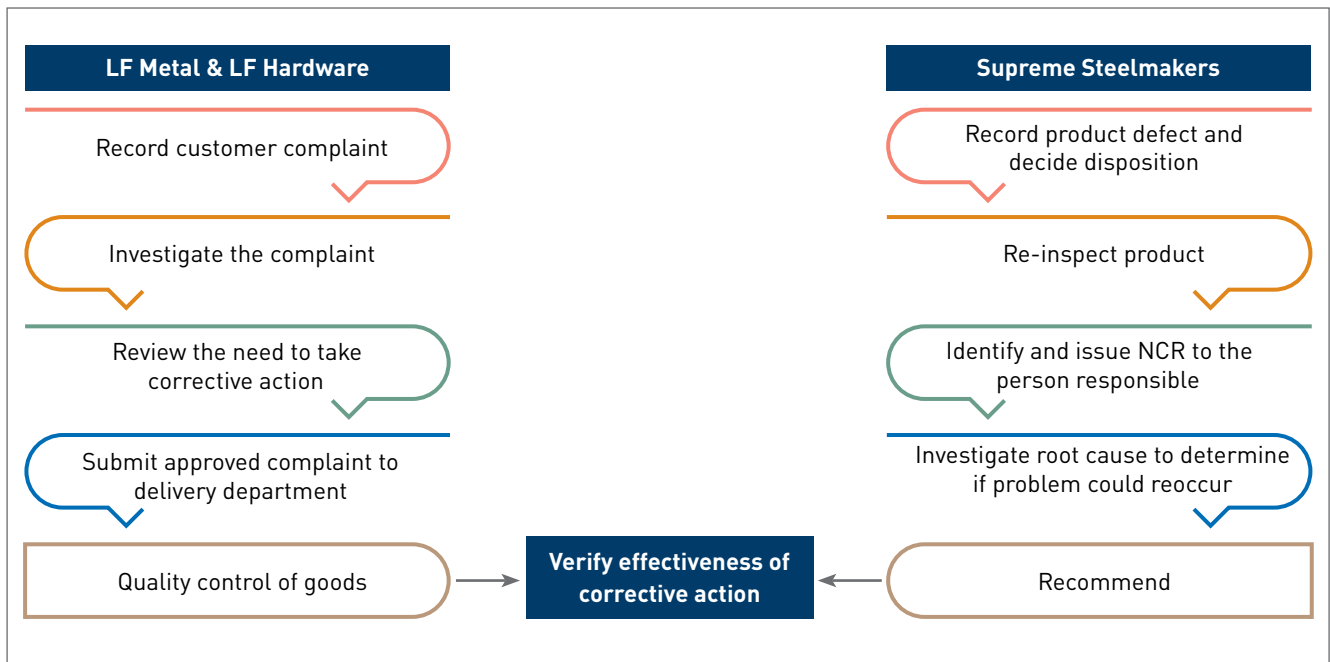 LF Metal & LF Hardware
Record customer complaint
Investigate the complaint
Review the need to take
corrective action
Submit approved complaint to
delivery department
Quality control of goods
Verify effectiveness of
corrective action
Supreme Steelmakers
Record product defect and
decide disposition
Re-inspect product
Identify and issue NCR to the
person responsible
Investigate root cause to determine
if problem could reoccur
Recommend